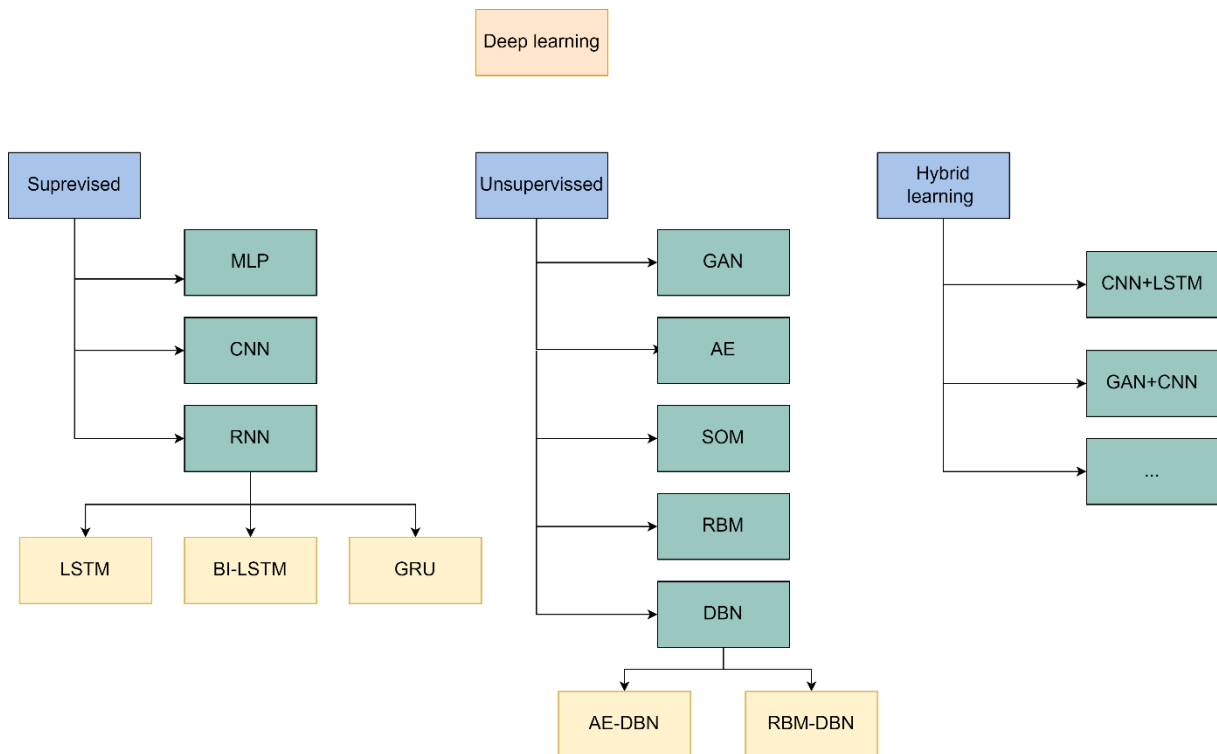 Deep learning
Suprevised
MLP
CNN
RNN
LSTM
BI-LSTM
GRU
Unsupervissed
GAN
AE
SOM
RBM
DBN
AE-DBN
RBM-DBN
Hybrid
learning
CNN+LSTM
GAN+CNN
...